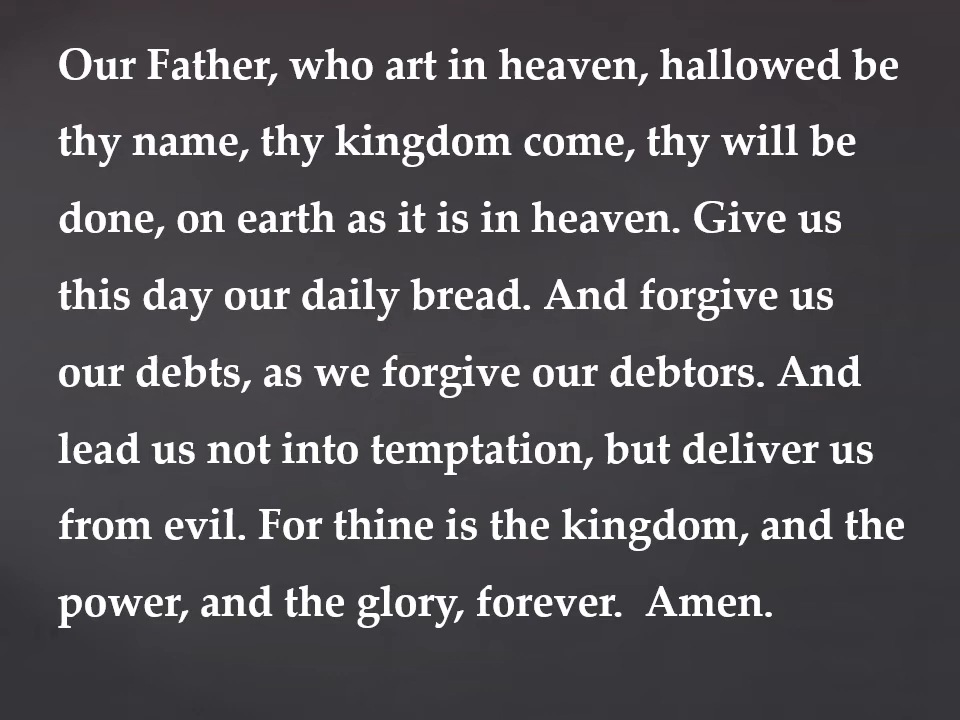 Our Father, who art in heaven, hallowed be
thy name, thy kingdom come, thy will be
done, on earth as it is in heaven. Give us
this day our daily bread. And forgive us
our debts, as we forgive our debtors. And
lead us not into temptation, but deliver us
from evil. For thine is the kingdom, and the
power, and the glory, forever.  Amen.